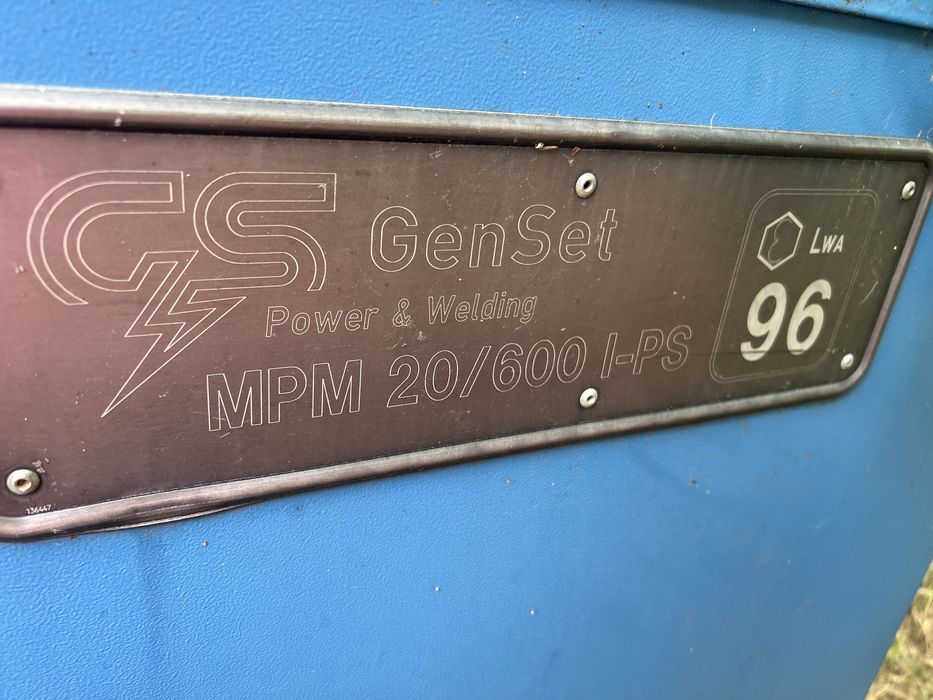 GS GenSet
Power & Welding
MPM 20/600 I-PS
LWA
96
136447